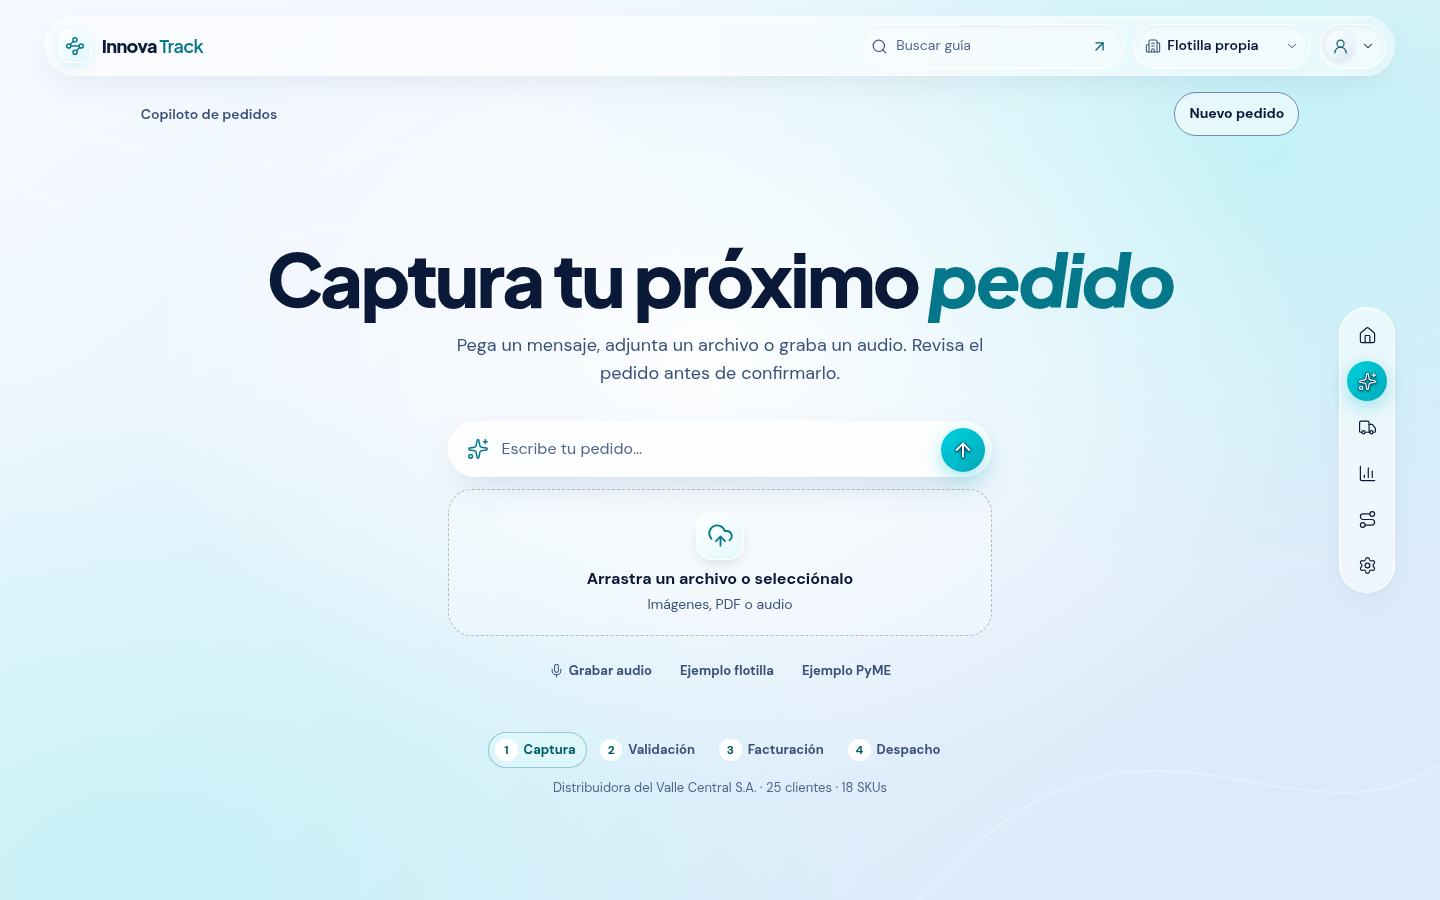 Innova Track
Buscar guía
Flotilla propia
Copiloto de pedidos
Nuevo pedido
Captura tu próximo pedido
Pega un mensaje, adjunta un archivo o graba un audio. Revisa el
pedido antes de confirmarlo.
Escribe tu pedido...
Arrastra un archivo o selecciónalo
Imágenes, PDF o audio
Grabar audio
Ejemplo flotilla
Ejemplo PyME
1 Captura
2 Validación
3 Facturación
4 Despacho
Distribuidora del Valle Central S.A. · 25 clientes · 18 SKUs